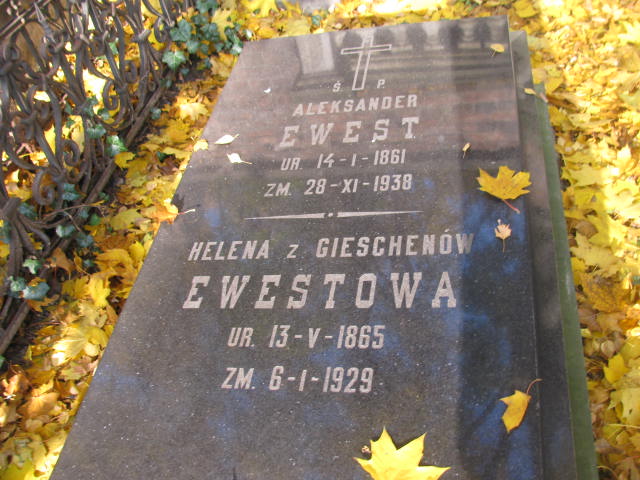 Ś. P.
ALEKSANDER
EWEST
UR. 14-I-1861
ZM. 28-XI-1938
HELENA Z GIESCHENÓW
EWESTOWA
UR. 13-V-1865
ZM. 6-I-1929